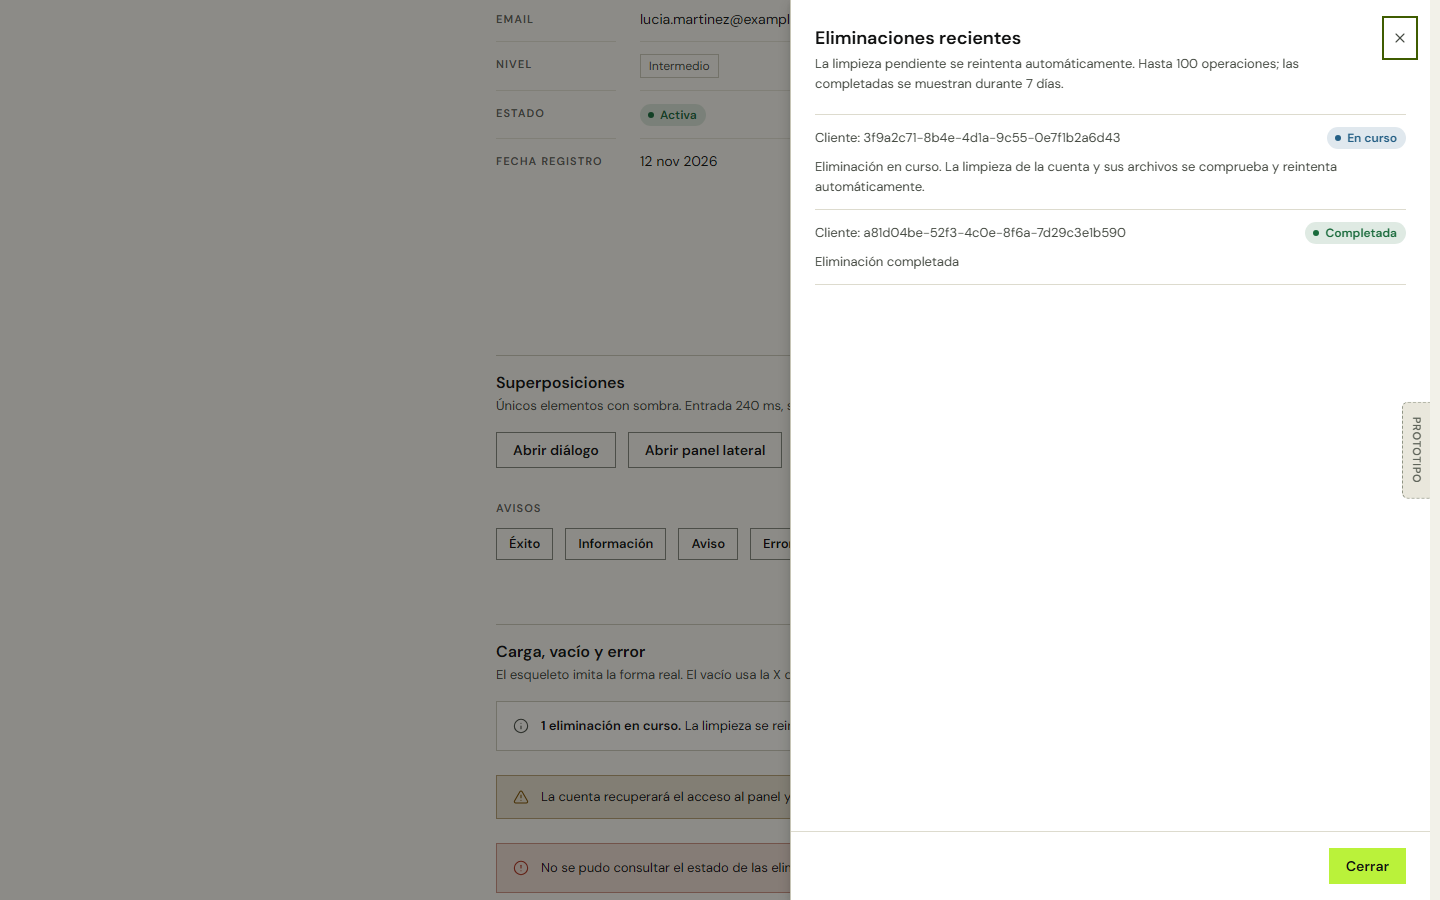 EMAIL
lucia.martinez@exampl
NIVEL
Intermedio
ESTADO
Activa
FECHA REGISTRO
12 nov 2026
Superposiciones
Únicos elementos con sombra. Entrada 240 ms, s
Abrir diálogo
Abrir panel lateral
AVISOS
Éxito
Información
Aviso
Erro
Carga, vacío y error
El esqueleto imita la forma real. El vacío usa la X d
1 eliminación en curso. La limpieza se rein
La cuenta recuperará el acceso al panel y
No se pudo consultar el estado de las elim
Eliminaciones recientes
La limpieza pendiente se reintenta automáticamente. Hasta 100 operaciones; las
completadas se muestran durante 7 días.
Cliente: 3f9a2c71-8b4e-4d1a-9c55-0e7f1b2a6d43
En curso
Eliminación en curso. La limpieza de la cuenta y sus archivos se comprueba y reintenta
automáticamente.
Cliente: a81d04be-52f3-4c0e-8f6a-7d29c3e1b590
Completada
Eliminación completada
PROTOTIPO
Cerrar